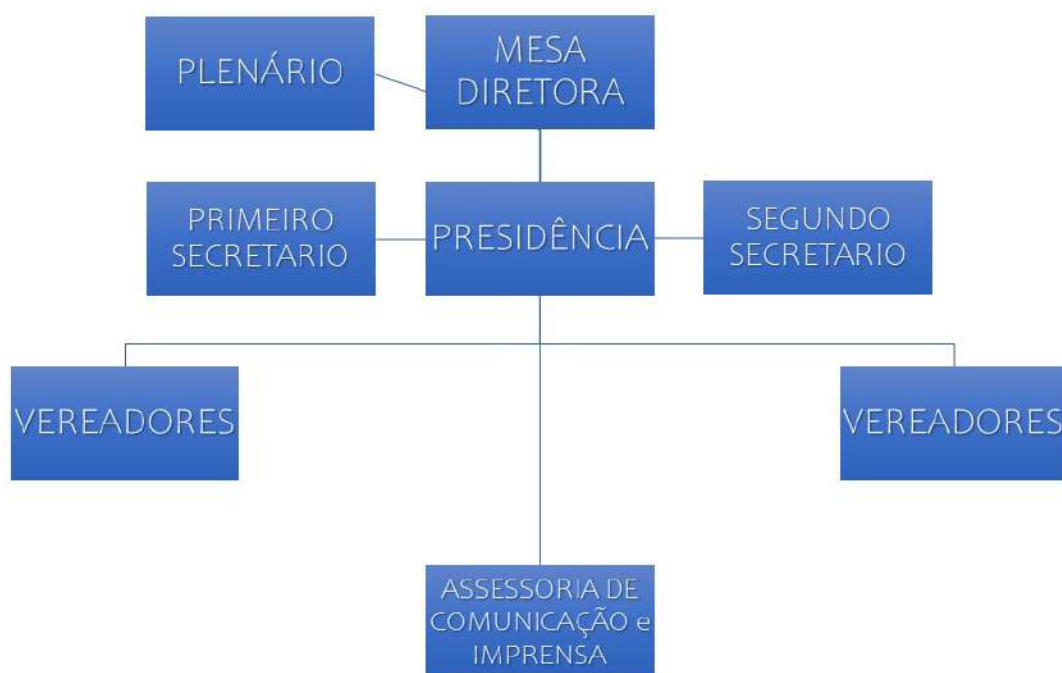 PLENÁRIO
MESA
DIRETORA
PRIMEIRO
SECRETARIO
PRESIDÊNCIA
SEGUNDO
SECRETARIO
VEREADORES
VEREADORES
ASSESSORIA DE
COMUNICAÇÃO e
IMPRENSA